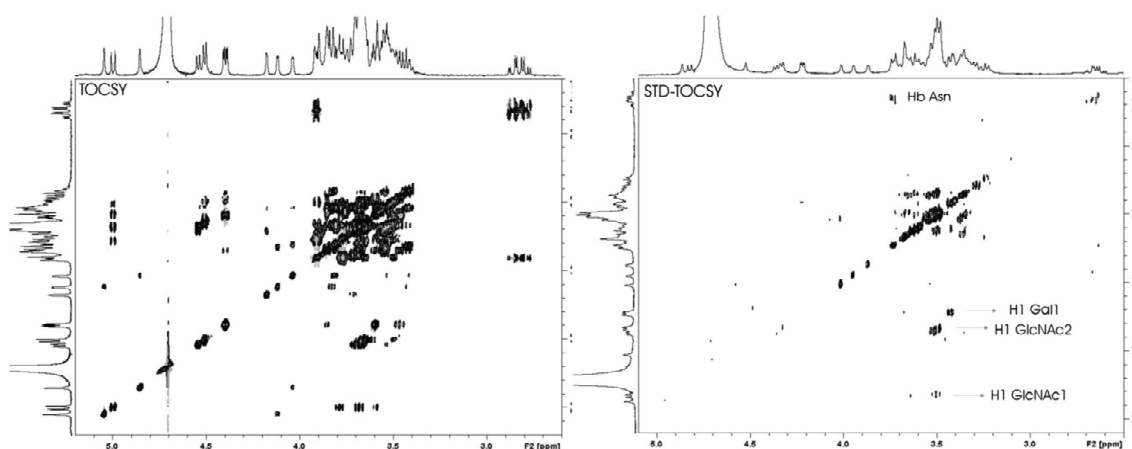 TOCSY
5.0 4.5 4.0 3.5 3.0 F2 [ppm]
STD-TOCSY
Hb Asn
H1 Gal1
H1 GlcNAc2
H1 GlcNAc1
5.0 4.5 4.0 3.5 3.0 F2 [ppm]